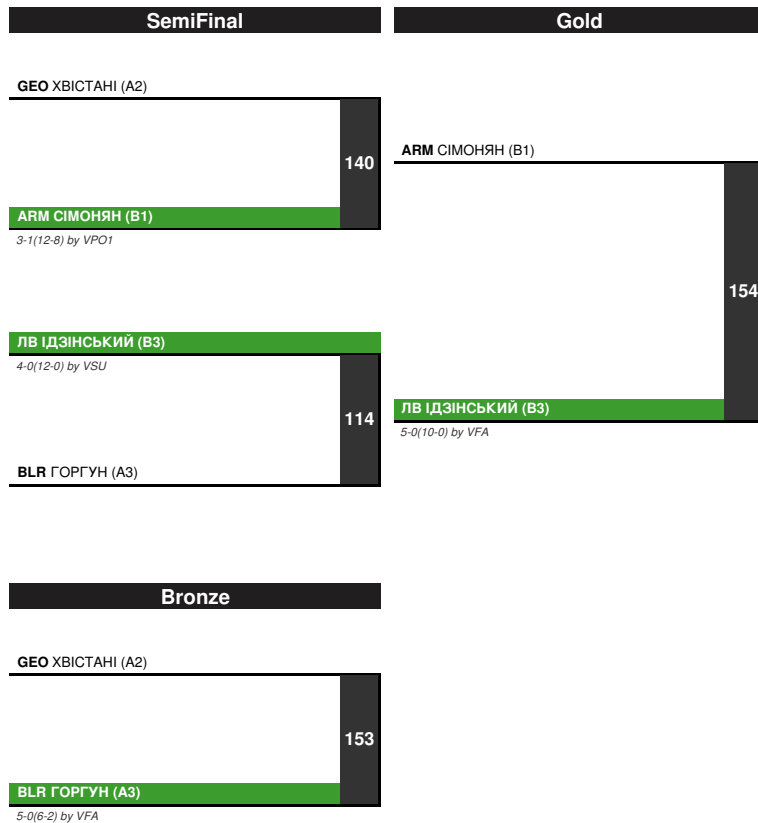 SemiFinal
GEO ХВІСТАНІ (A2)
140
ARM СІМОНЯН (B1)
3-1(12-8) by VPO1
ЛВ ІДЗІНСЬКИЙ (B3)
4-0(12-0) by VSU
114
BLR ГОРГУН (A3)
Gold
ARM СІМОНЯН (B1)
154
ЛВ ІДЗІНСЬКИЙ (B3)
5-0(10-0) by VFA
Bronze
GEO ХВІСТАНІ (A2)
153
BLR ГОРГУН (A3)
5-0(6-2) by VFA